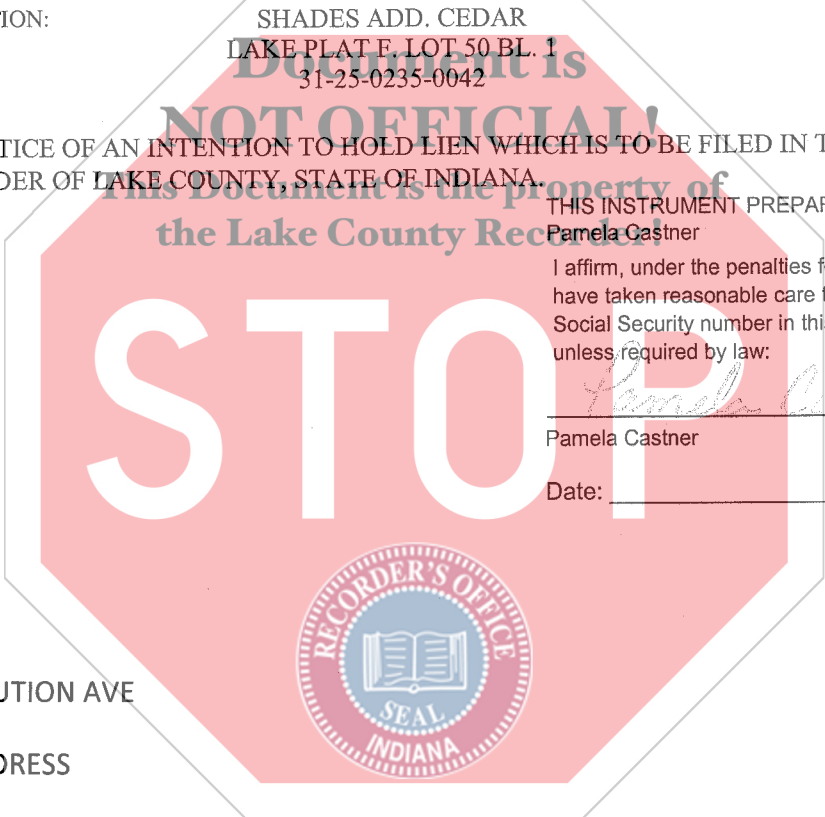 TION:
SHADES ADD. CEDAR
LAKE PLAT F. LOT 50 BL. 1
31-25-0235-0042
Document is
NOT OFFICIAL!
TICE OF AN INTENTION TO HOLD LIEN WHICH IS TO BE FILED IN T
DER OF LAKE COUNTY, STATE OF INDIANA.
This Document is the property of
the Lake County Recorder!
THIS INSTRUMENT PREPAR
Pamela Castner
I affirm, under the penalties f
have taken reasonable care t
Social Security number in this
unless required by law:
Pamela C
Pamela Castner
Date:
STOP
RECORDER'S OFFICE
SEAL
INDIANA
UTION AVE
DRESS